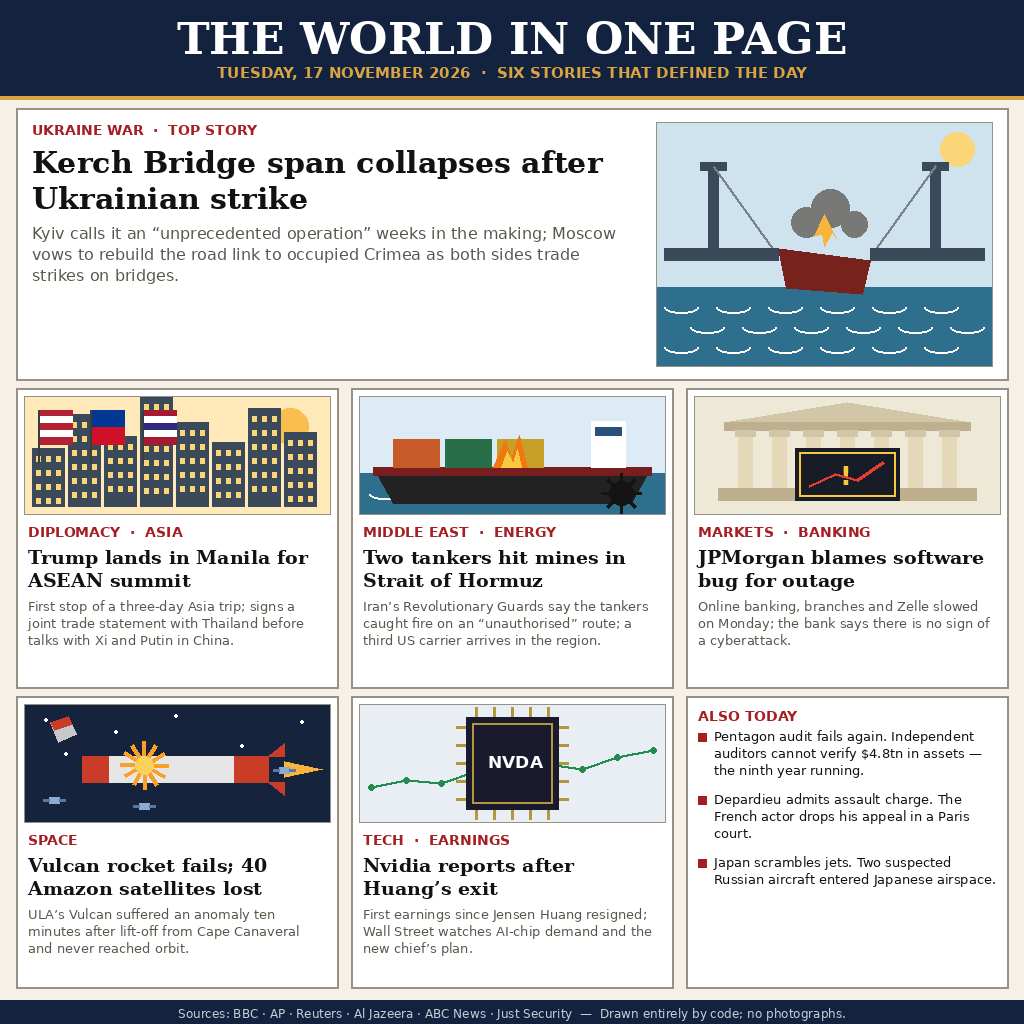 THE WORLD IN ONE PAGE
TUESDAY, 17 NOVEMBER 2026 · SIX STORIES THAT DEFINED THE DAY
UKRAINE WAR · TOP STORY
Kerch Bridge span collapses after
Ukrainian strike
Kyiv calls it an “unprecedented operation” weeks in the making; Moscow
vows to rebuild the road link to occupied Crimea as both sides trade
strikes on bridges.
DIPLOMACY · ASIA
Trump lands in Manila for
ASEAN summit
First stop of a three-day Asia trip; signs a
joint trade statement with Thailand before
talks with Xi and Putin in China.
MIDDLE EAST · ENERGY
Two tankers hit mines in
Strait of Hormuz
Iran’s Revolutionary Guards say the tankers
caught fire on an “unauthorised” route; a
third US carrier arrives in the region.
!
MARKETS · BANKING
JPMorgan blames software
bug for outage
Online banking, branches and Zelle slowed
on Monday; the bank says there is no sign of
a cyberattack.
SPACE
Vulcan rocket fails; 40
Amazon satellites lost
ULA’s Vulcan suffered an anomaly ten
minutes after lift-off from Cape Canaveral
and never reached orbit.
NVDA
TECH · EARNINGS
Nvidia reports after
Huang’s exit
First earnings since Jensen Huang resigned;
Wall Street watches AI-chip demand and the
new chief’s plan.
ALSO TODAY
Pentagon audit fails again. Independent
auditors cannot verify $4.8tn in assets —
the ninth year running.
Depardieu admits assault charge. The
French actor drops his appeal in a Paris
court.
Japan scrambles jets. Two suspected
Russian aircraft entered Japanese airspace.
Sources: BBC · AP · Reuters · Al Jazeera · ABC News · Just Security — Drawn entirely by code; no photographs.